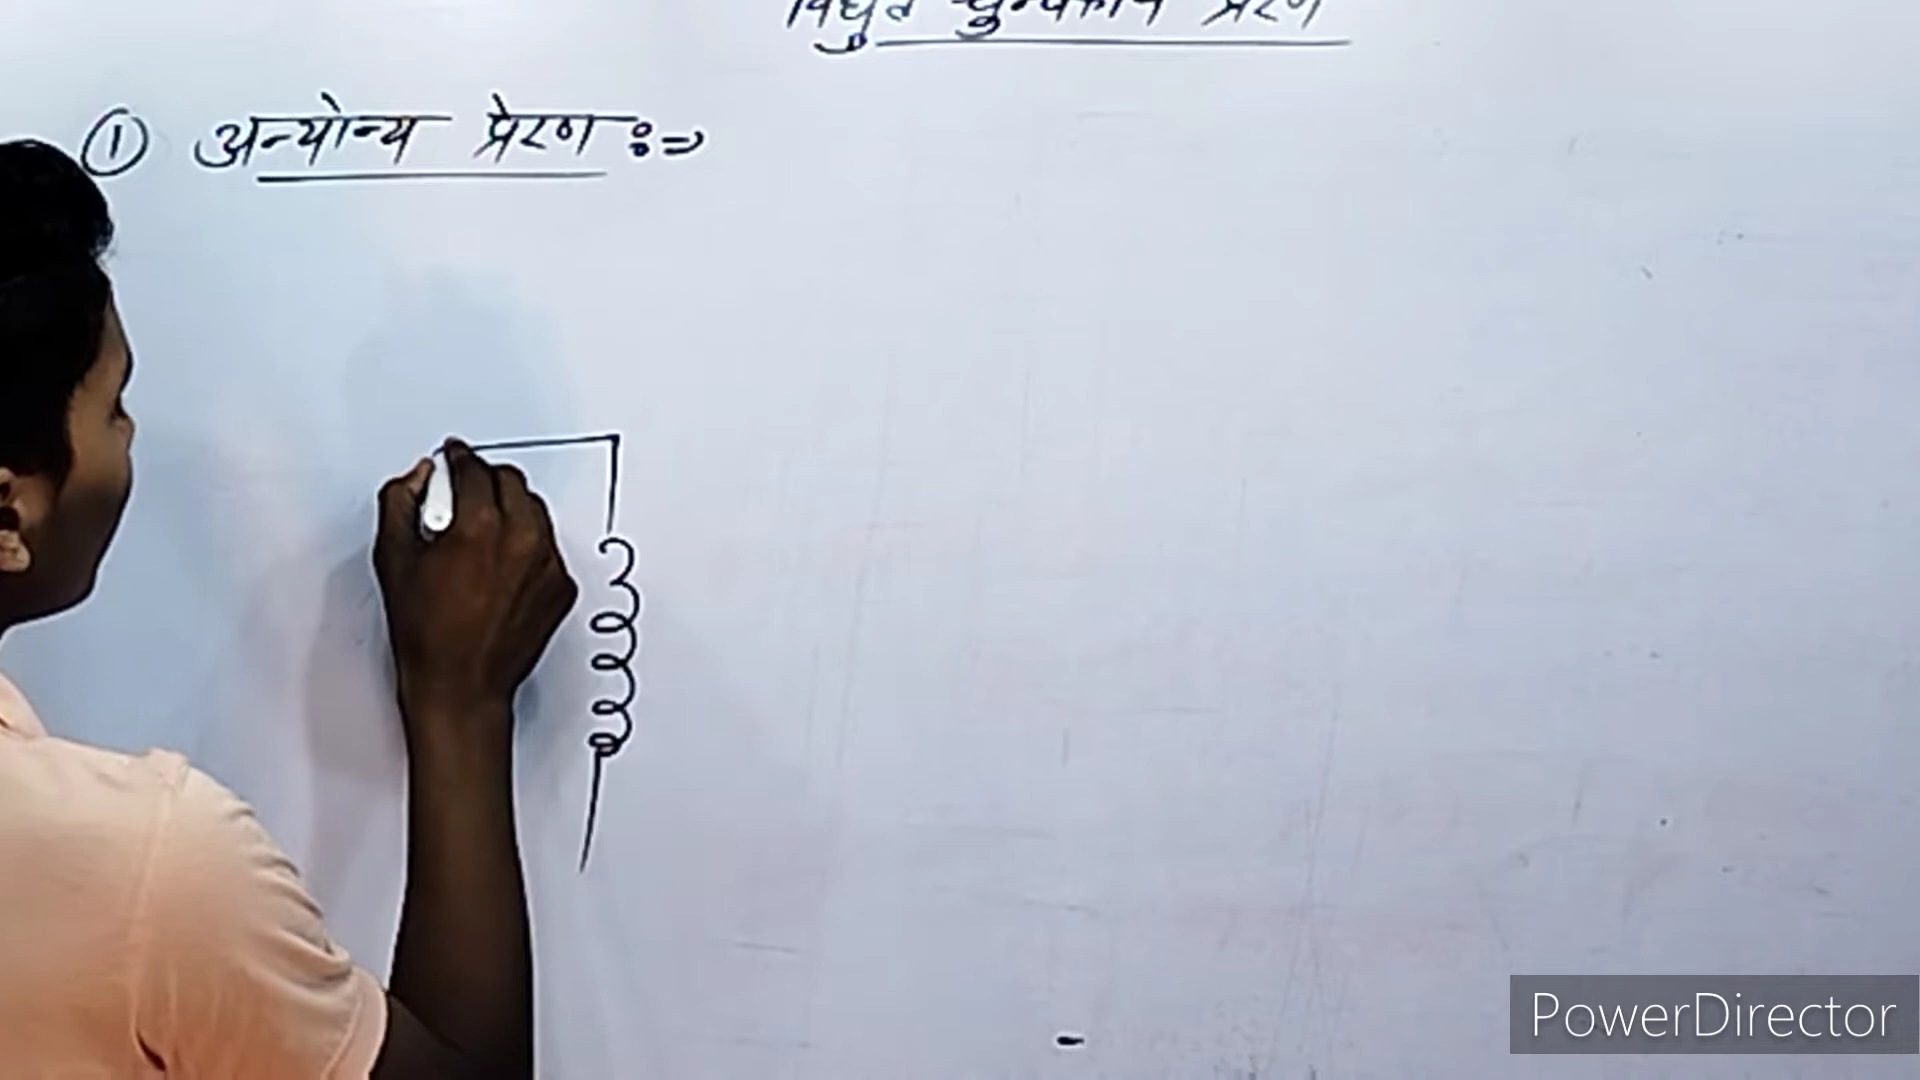 विद्युत चुम्बकीय प्रेरण
① अन्योन्य प्रेरण :=>
PowerDirector